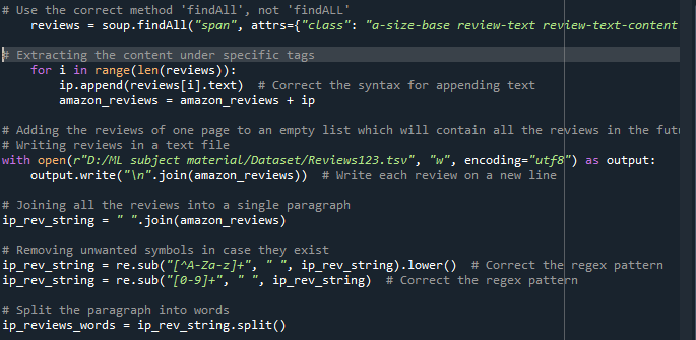 # Use the correct method 'findAll', not 'findALL"
    reviews = soup.findAll("span", attrs={"class": "a-size-base review-text review-text-content
# Extracting the content under specific tags
    for i in range(len(reviews)):
        ip.append(reviews[i].text)  # Correct the syntax for appending text
        amazon_reviews = amazon_reviews + ip
# Adding the reviews of one page to an empty list which will contain all the reviews in the
# Writing reviews in a text file
with open(r"D:/ML subject material/Dataset/Reviews123.tsv", "w", encoding="utf8") as output:
    output.write("\n".join(amazon_reviews))  # Write each review on a new line
# Joining all the reviews into a single paragraph
ip_rev_string = " ".join(amazon_reviews)
# Removing unwanted symbols in case they exist
ip_rev_string = re.sub("[^A-Za-z]+", " ", ip_rev_string).lower()  # Correct the regex pattern
ip_rev_string = re.sub("[0-9]+", " ", ip_rev_string)  # Correct the regex pattern
# Split the paragraph into words
ip_reviews_words = ip_rev_string.split()